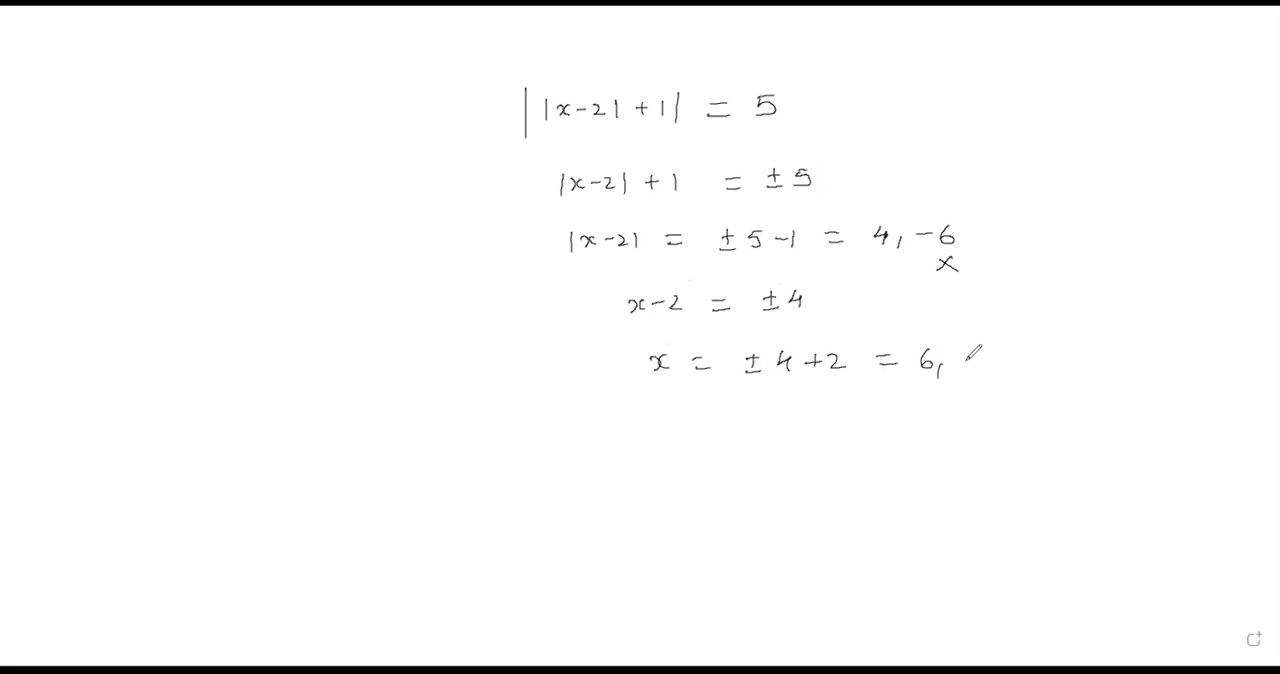 ||x-2|+1| = 5
|x-2|+1 = ±5
|x-2| = ±5-1 = 4, -6
×
x-2 = ±4
x = ±4+2 = 6,